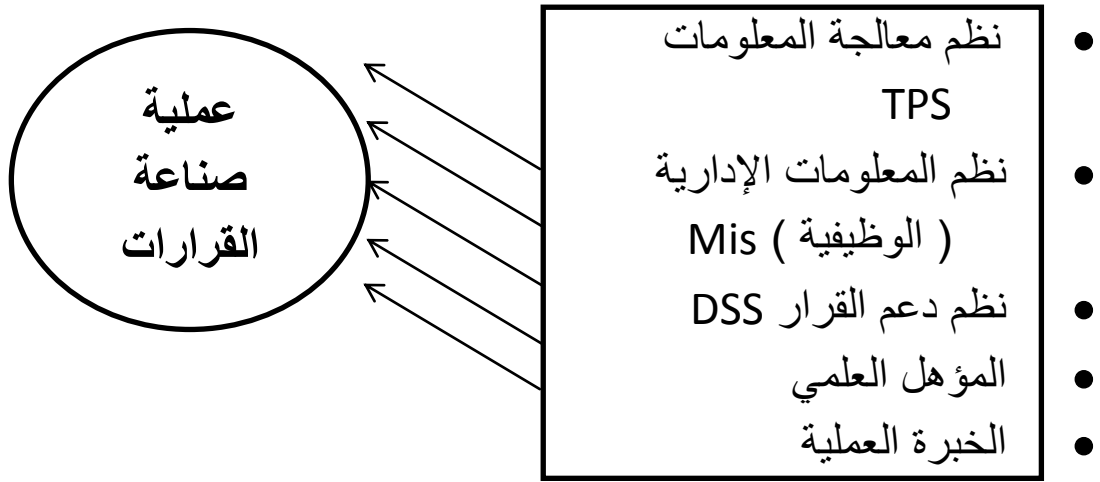 نظم معالجة المعلومات
TPS
نظم المعلومات الإدارية
( الوظيفية ) Mis
نظم دعم القرار DSS
المؤهل العلمي
الخبرة العملية
عملية
صناعة
القرارات